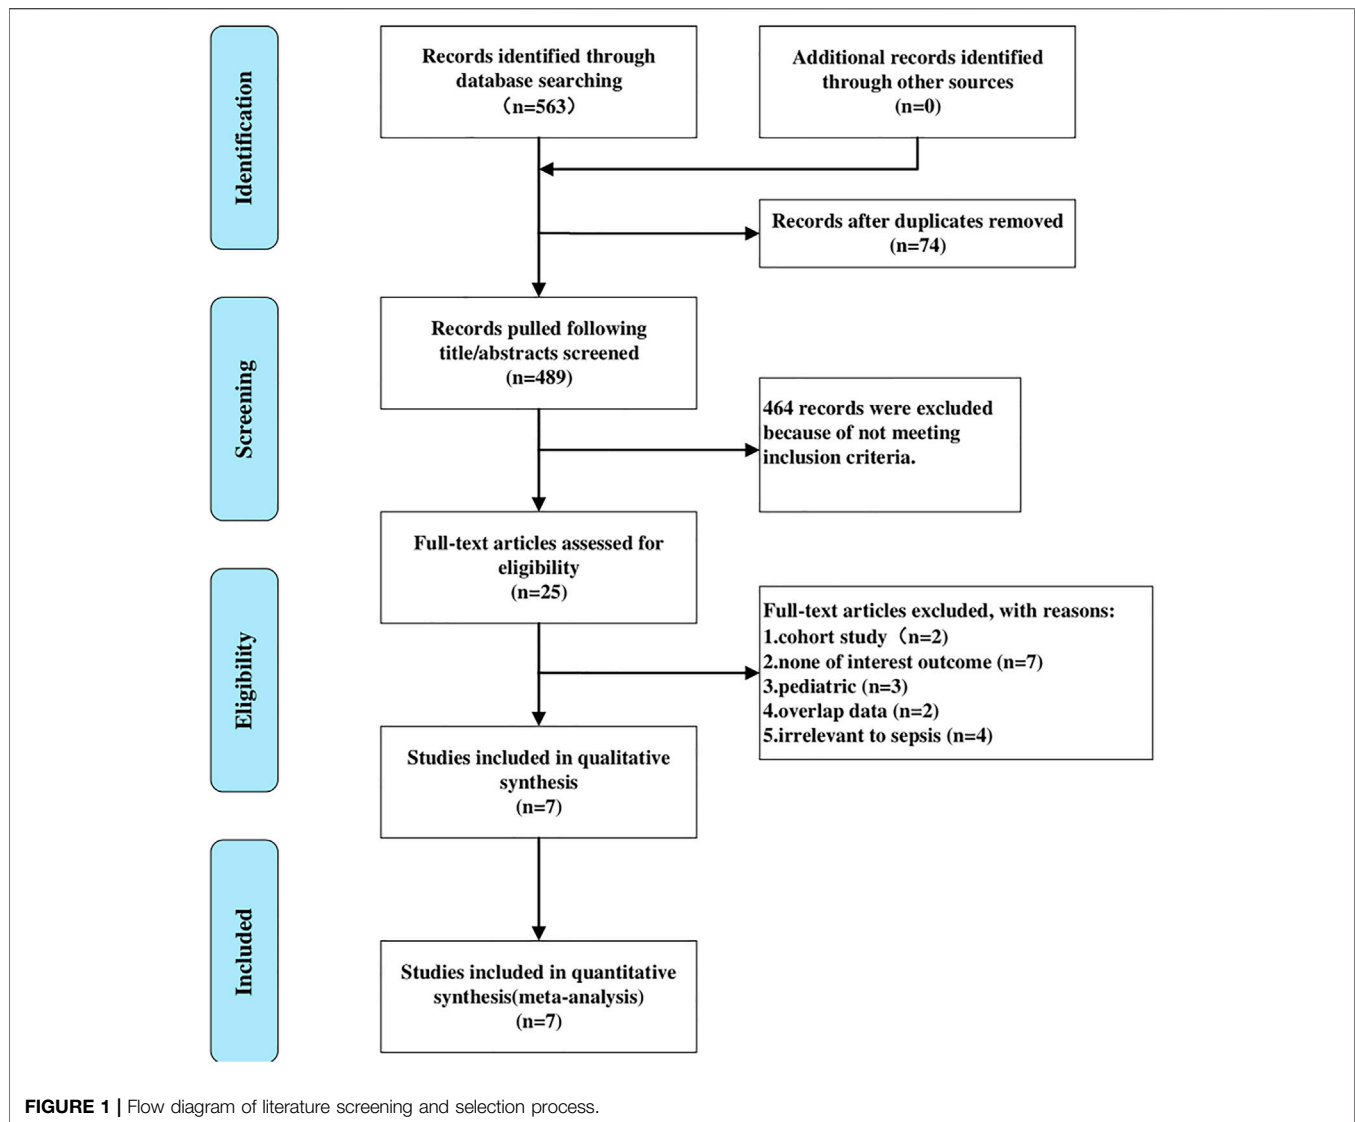 Identification
Records identified through
database searching
（n=563）
Additional records identified
through other sources
(n=0)
Records after duplicates removed
(n=74)
Screening
Records pulled following
title/abstracts screened
(n=489)
464 records were excluded
because of not meeting
inclusion criteria.
Eligibility
Full-text articles assessed for
eligibility
(n=25)
Full-text articles excluded, with reasons:
1.cohort study（n=2)
2.none of interest outcome (n=7)
3.pediatric (n=3)
4.overlap data (n=2)
5.irrelevant to sepsis (n=4)
Studies included in qualitative
synthesis
(n=7)
Included
Studies included in quantitative
synthesis(meta-analysis)
(n=7)
FIGURE 1 | Flow diagram of literature screening and selection process.